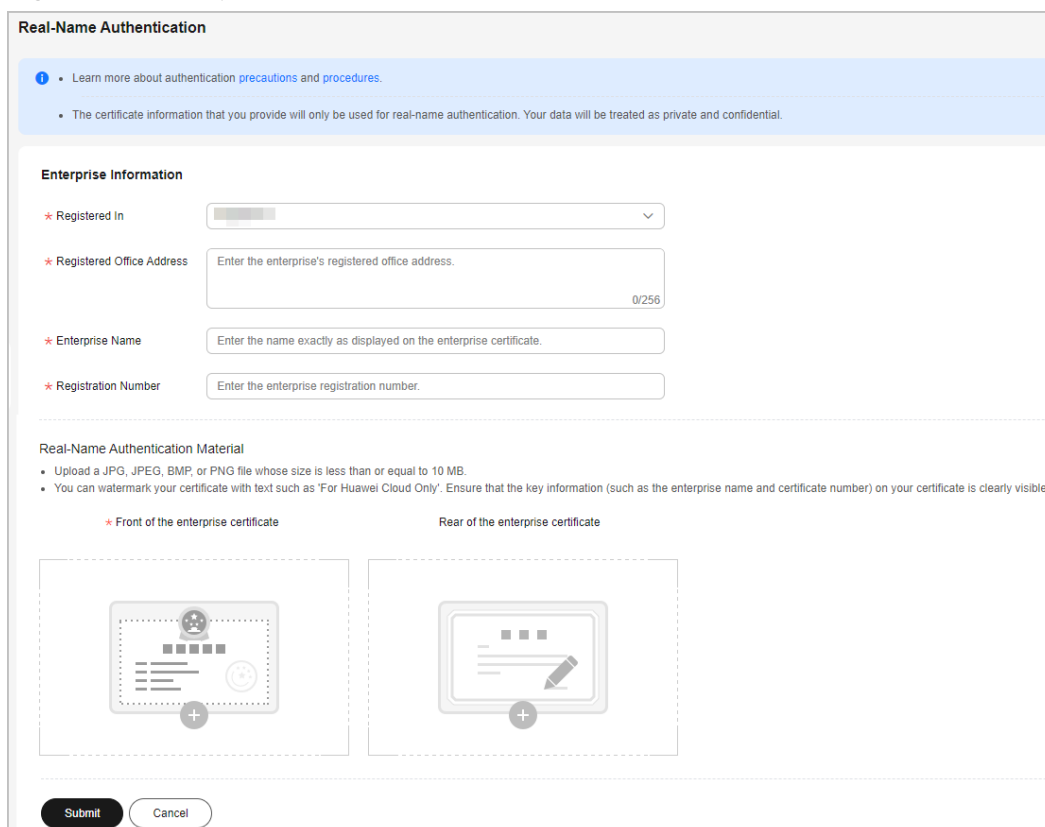 Real-Name Authentication
Learn more about authentication precautions and procedures.
The certificate information that you provide will only be used for real-name authentication. Your data will be treated as private and confidential.
Enterprise Information
* Registered In
* Registered Office Address
Enter the enterprise's registered office address.
0/256
* Enterprise Name
Enter the name exactly as displayed on the enterprise certificate.
* Registration Number
Enter the enterprise registration number.
Real-Name Authentication Material
• Upload a JPG, JPEG, BMP, or PNG file whose size is less than or equal to 10 MB.
• You can watermark your certificate with text such as 'For Huawei Cloud Only'. Ensure that the key information (such as the enterprise name and certificate number) on your certificate is clearly visible
* Front of the enterprise certificate
Rear of the enterprise certificate
Submit
Cancel